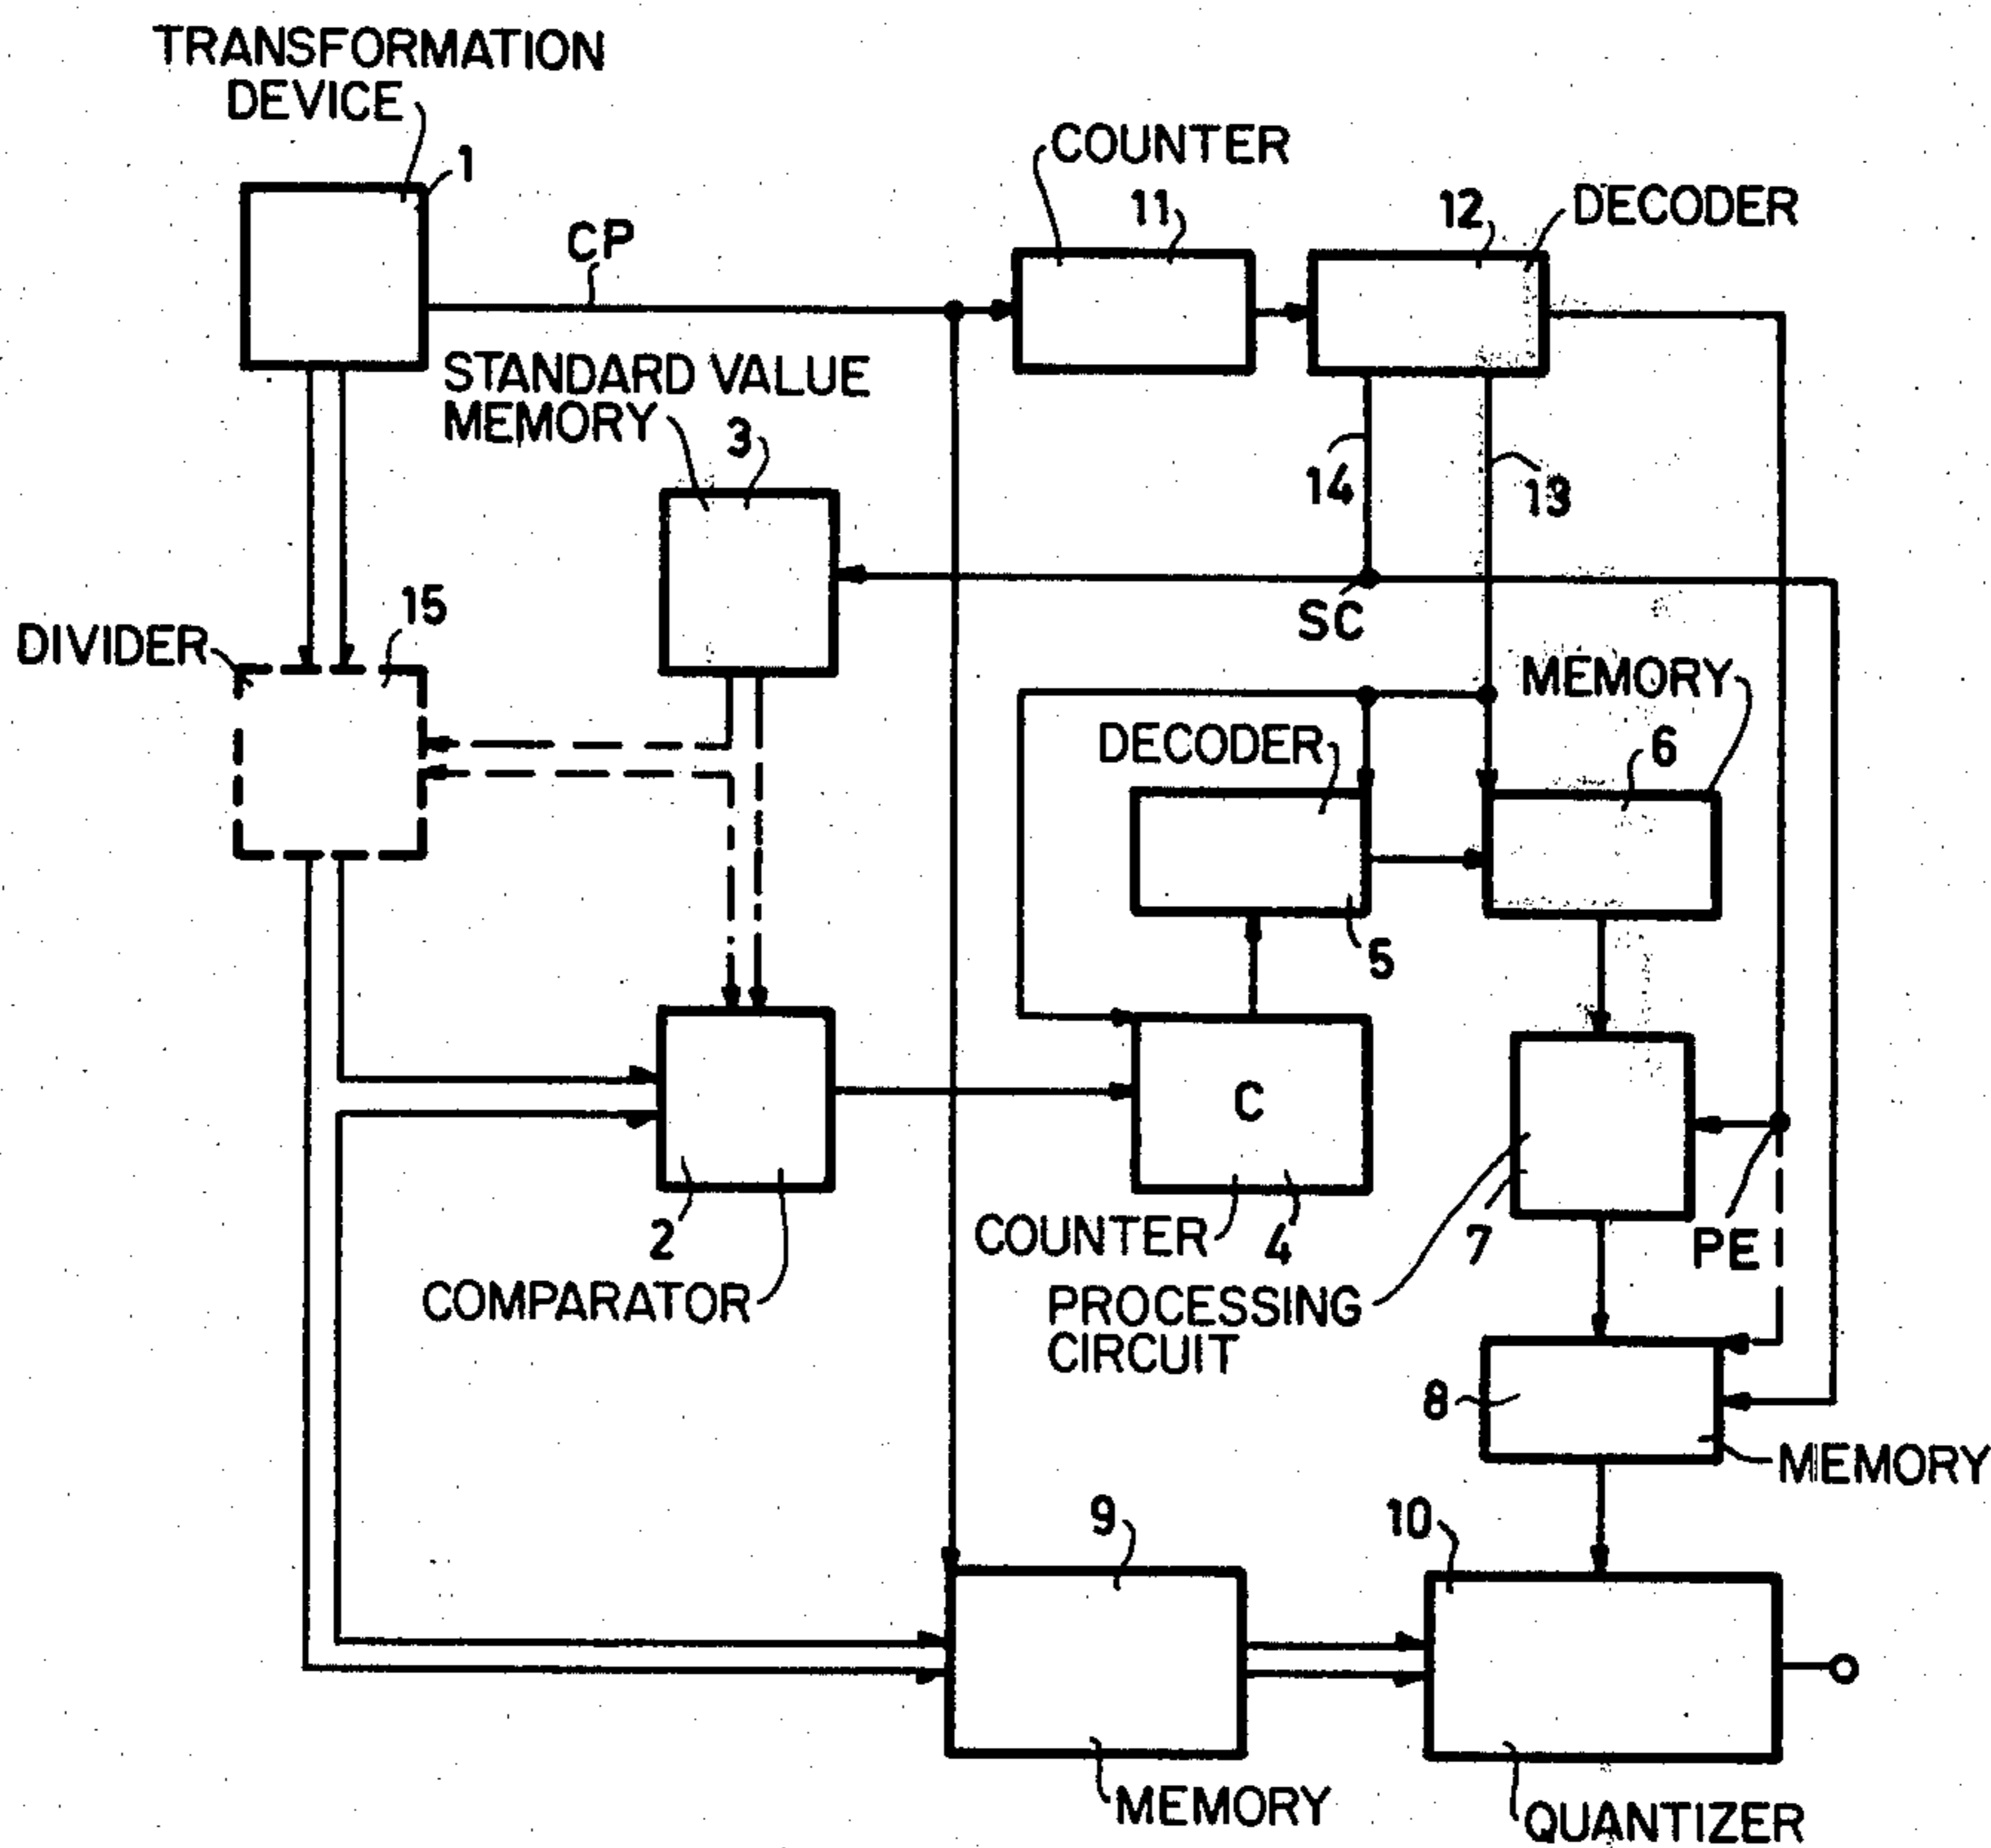 TRANSFORMATION
DEVICE
1
COUNTER
11
12
DECODER
CP
STANDARD VALUE
MEMORY
3
14
13
SC
DIVIDER
15
MEMORY
DECODER
6
5
C
2
COMPARATOR
COUNTER
4
7
PE
PROCESSING
CIRCUIT
8
MEMORY
9
10
MEMORY
QUANTIZER